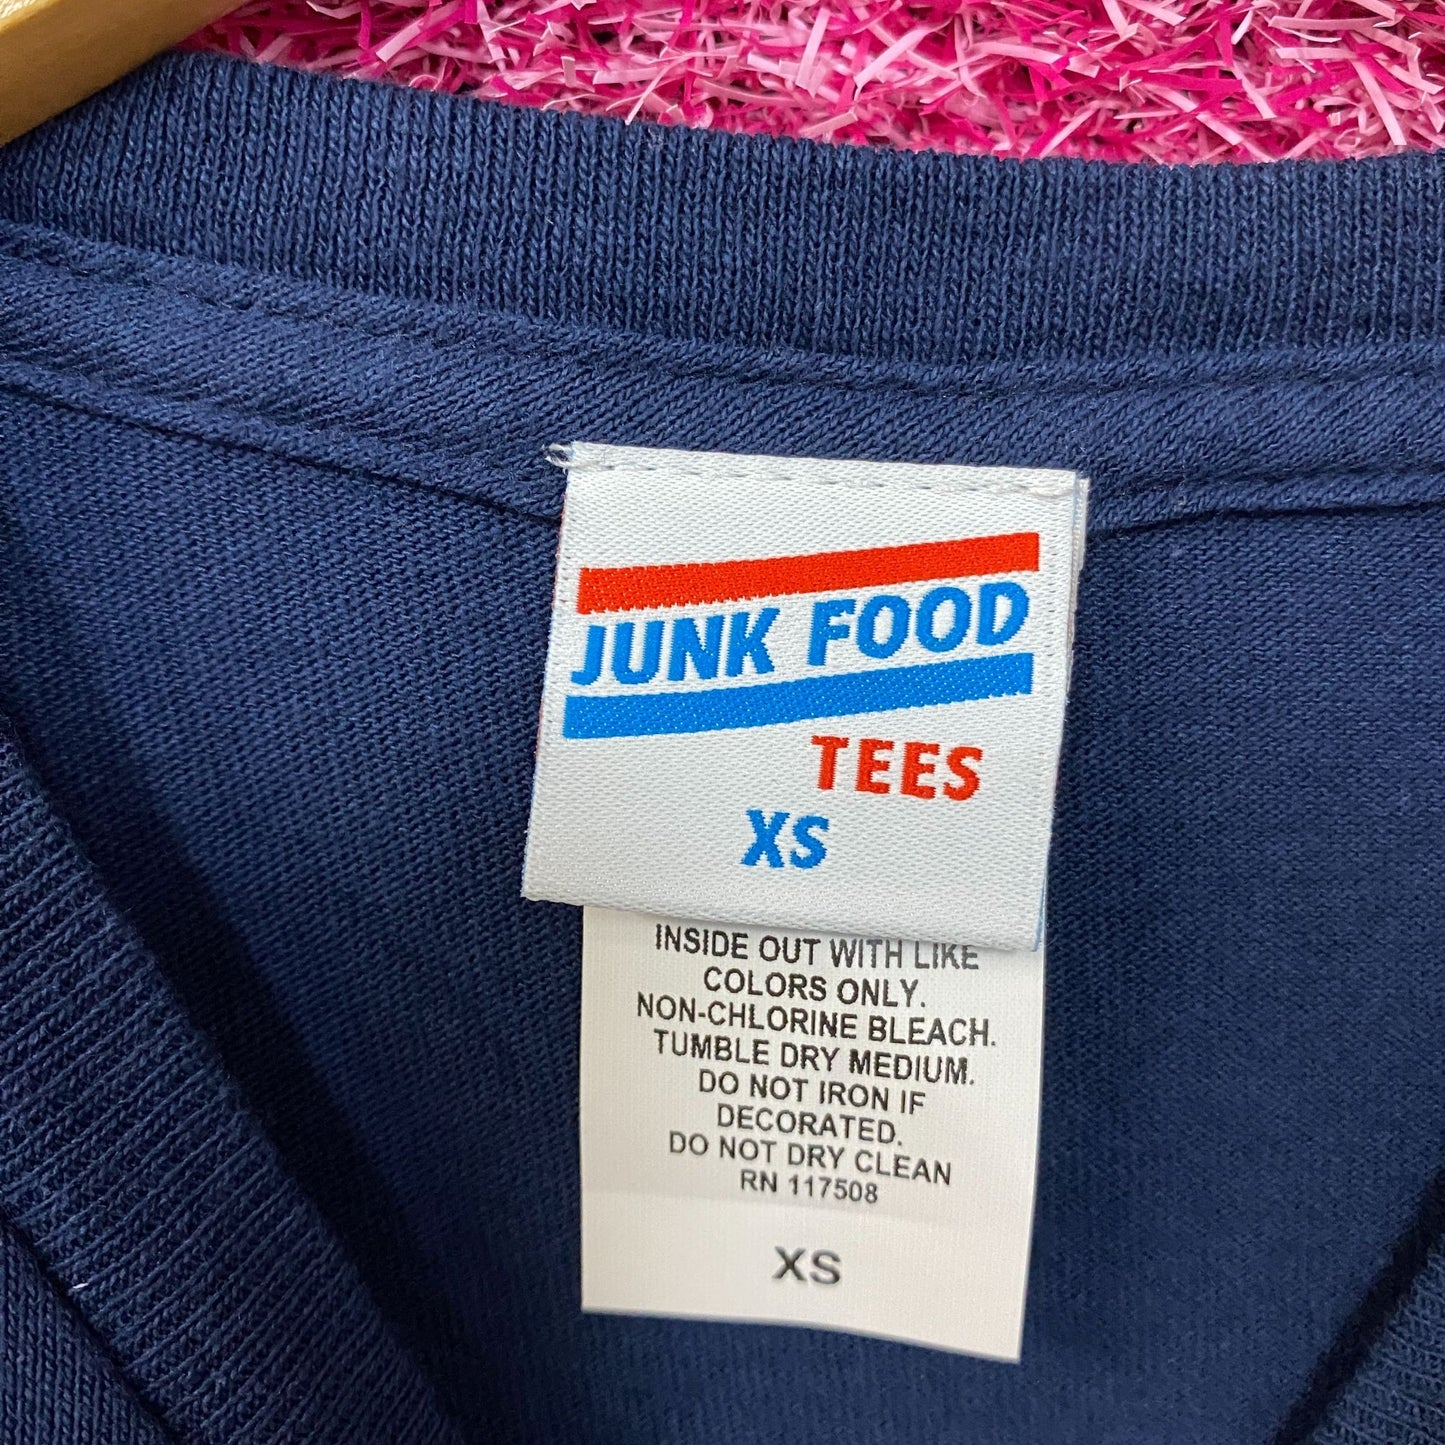 JUNK FOOD
TEES
XS
INSIDE OUT WITH LIKE
COLORS ONLY.
NON-CHLORINE BLEACH.
TUMBLE DRY MEDIUM.
DO NOT IRON IF
DECORATED.
DO NOT DRY CLEAN
RN 117508
XS